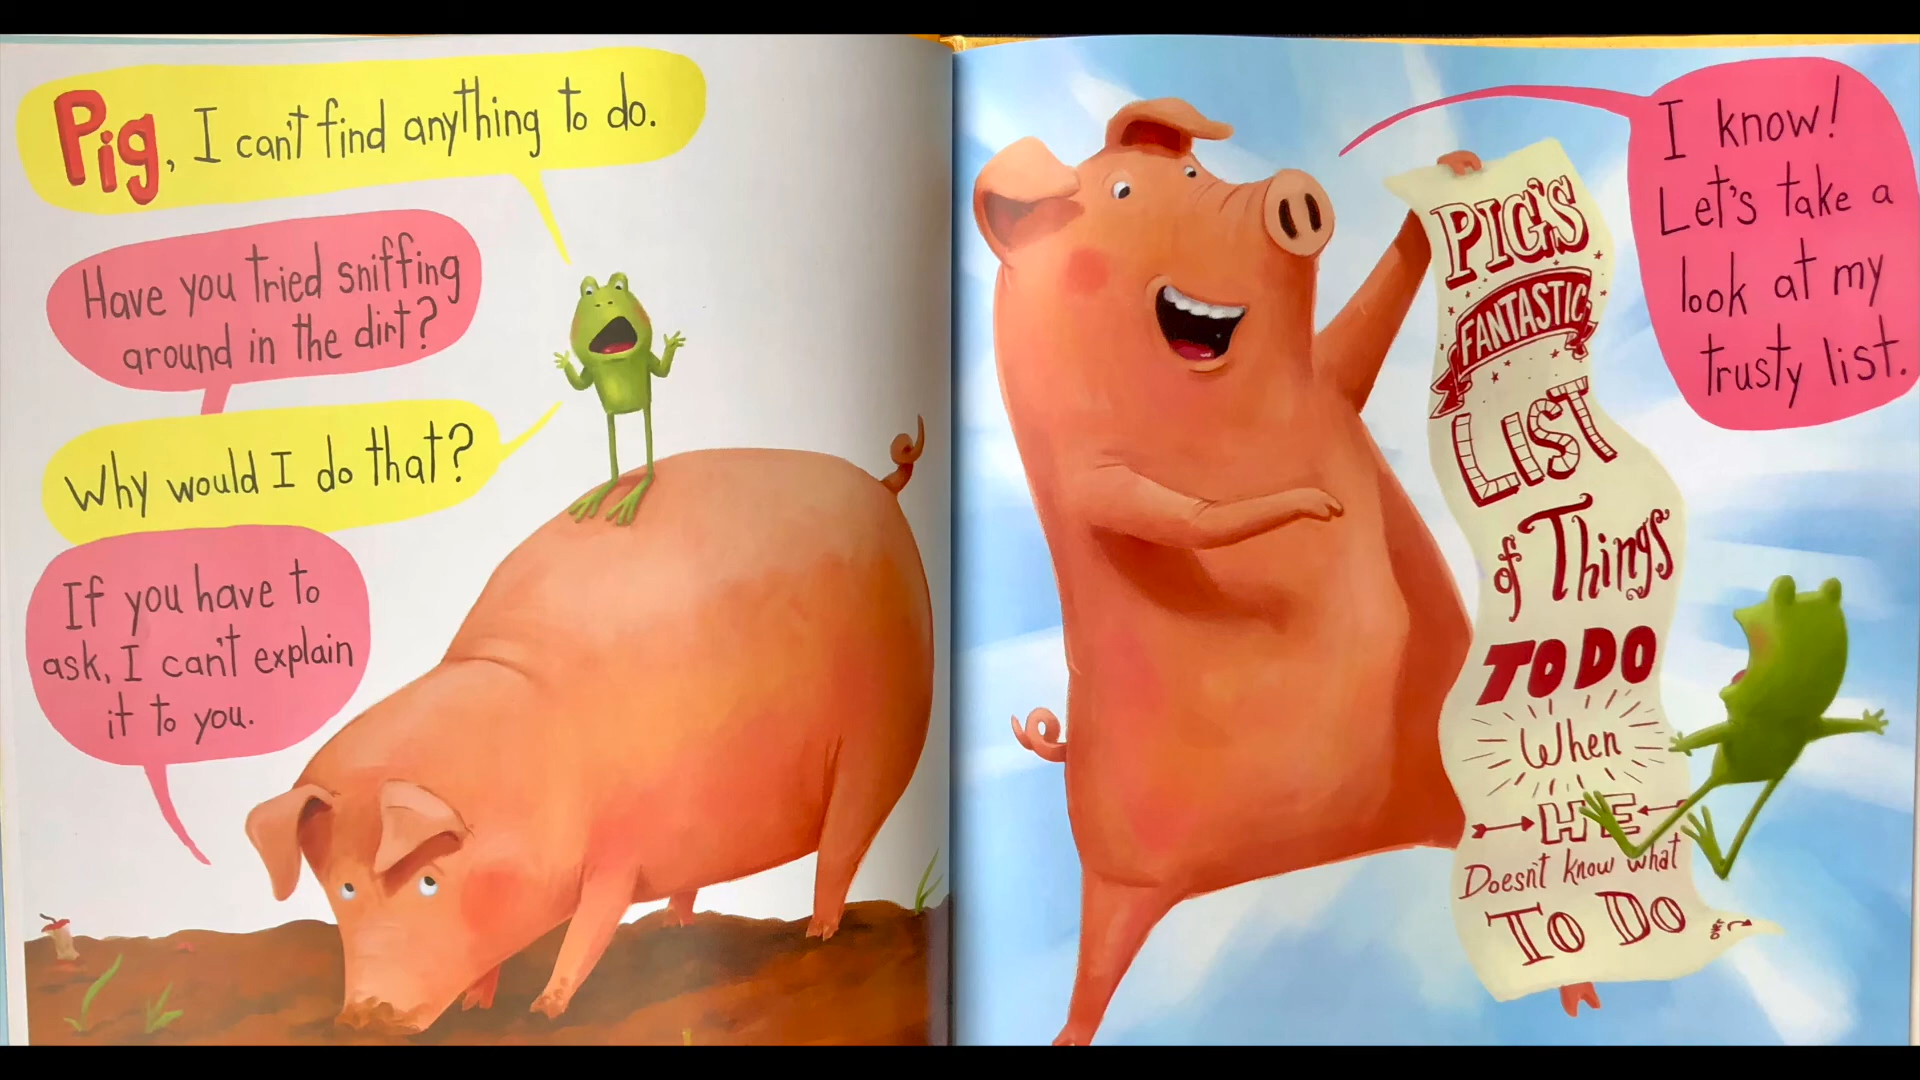 Pig, I can't find anything to do.
Have you tried sniffing
around in the dirt?
Why would I do that?
If you have to
ask, I can't explain
it to you.
I know!
Let's take a
look at my
trusty list.
PIG'S
FANTASTIC
LIST
of Things
TO DO
When
HE
Doesn't know what
TO DO
OVER